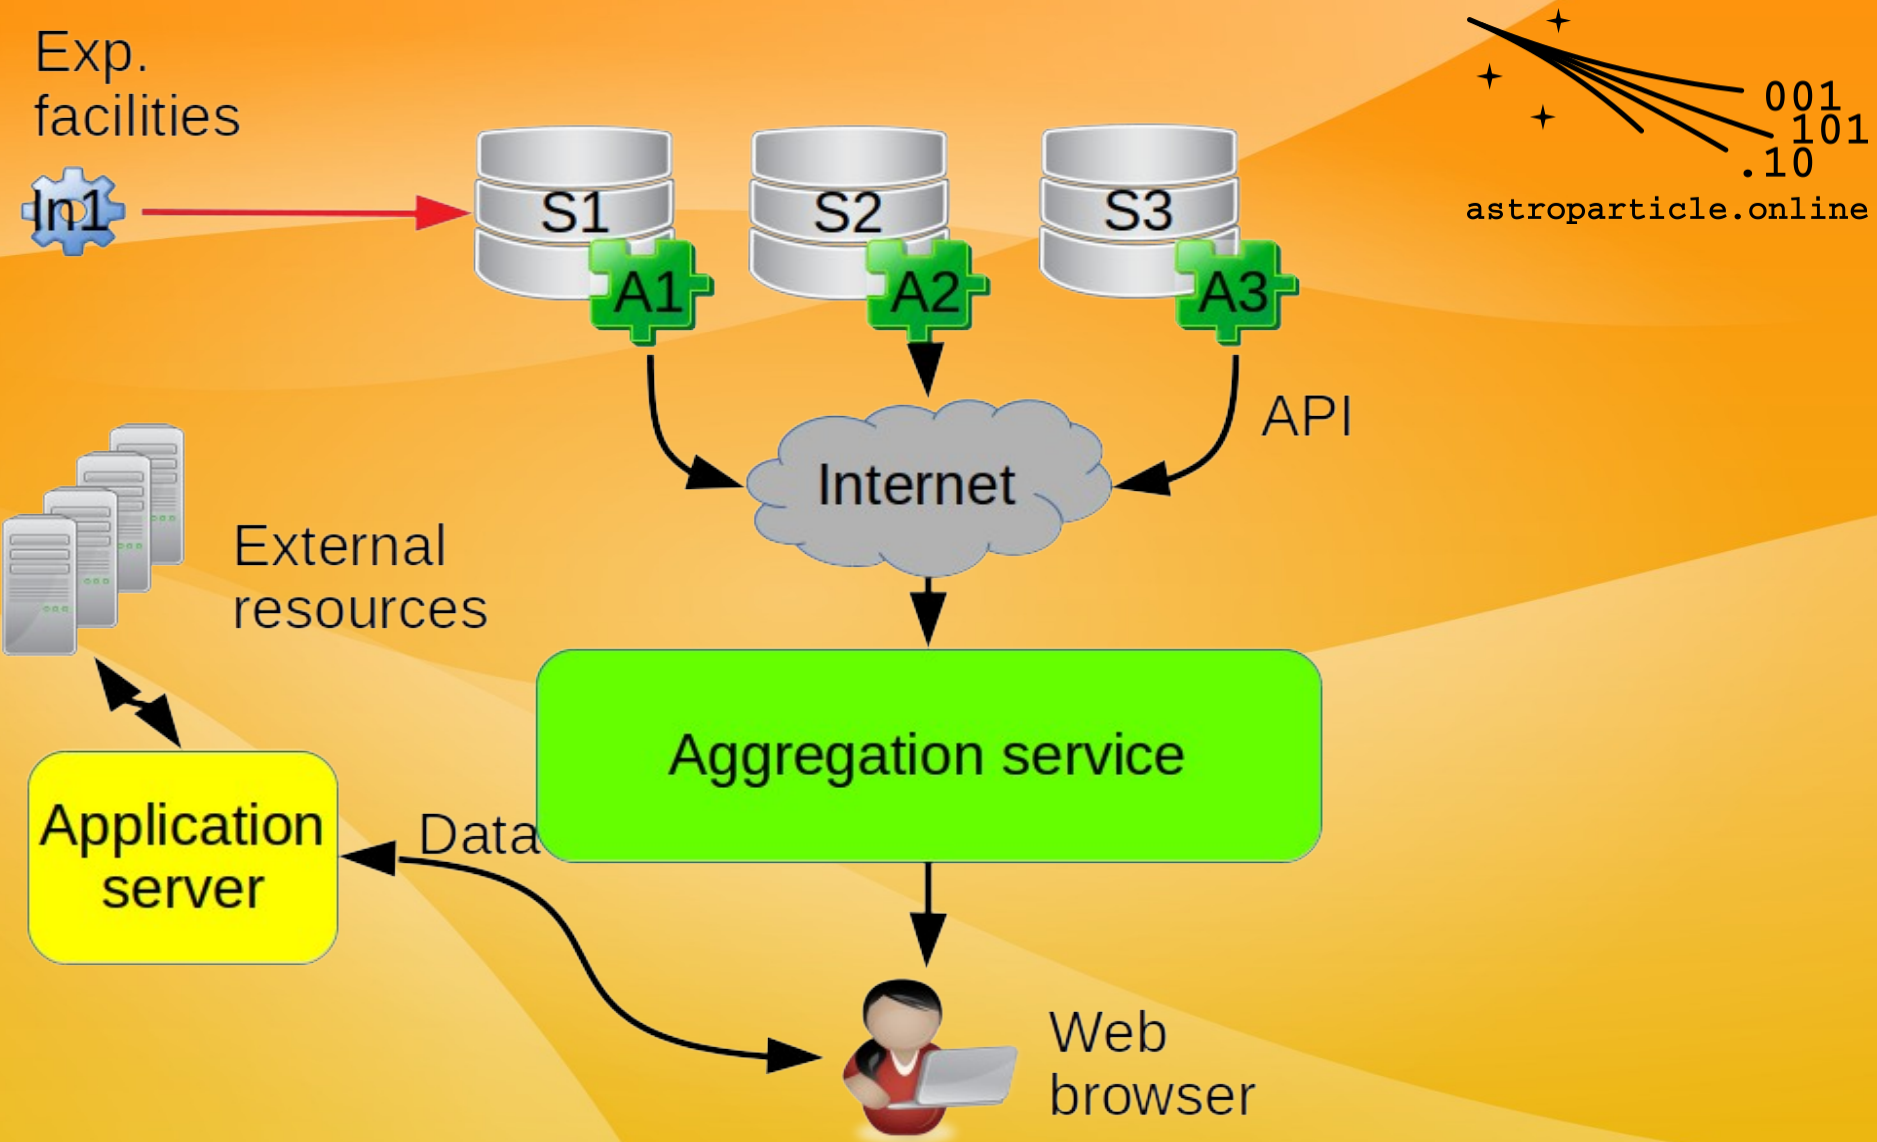 Exp.
facilities
In1
S1
S2
S3
A1
A2
A3
001
101
.10
astroparticle.online
API
Internet
External
resources
Aggregation service
Application
server
Data
Web
browser